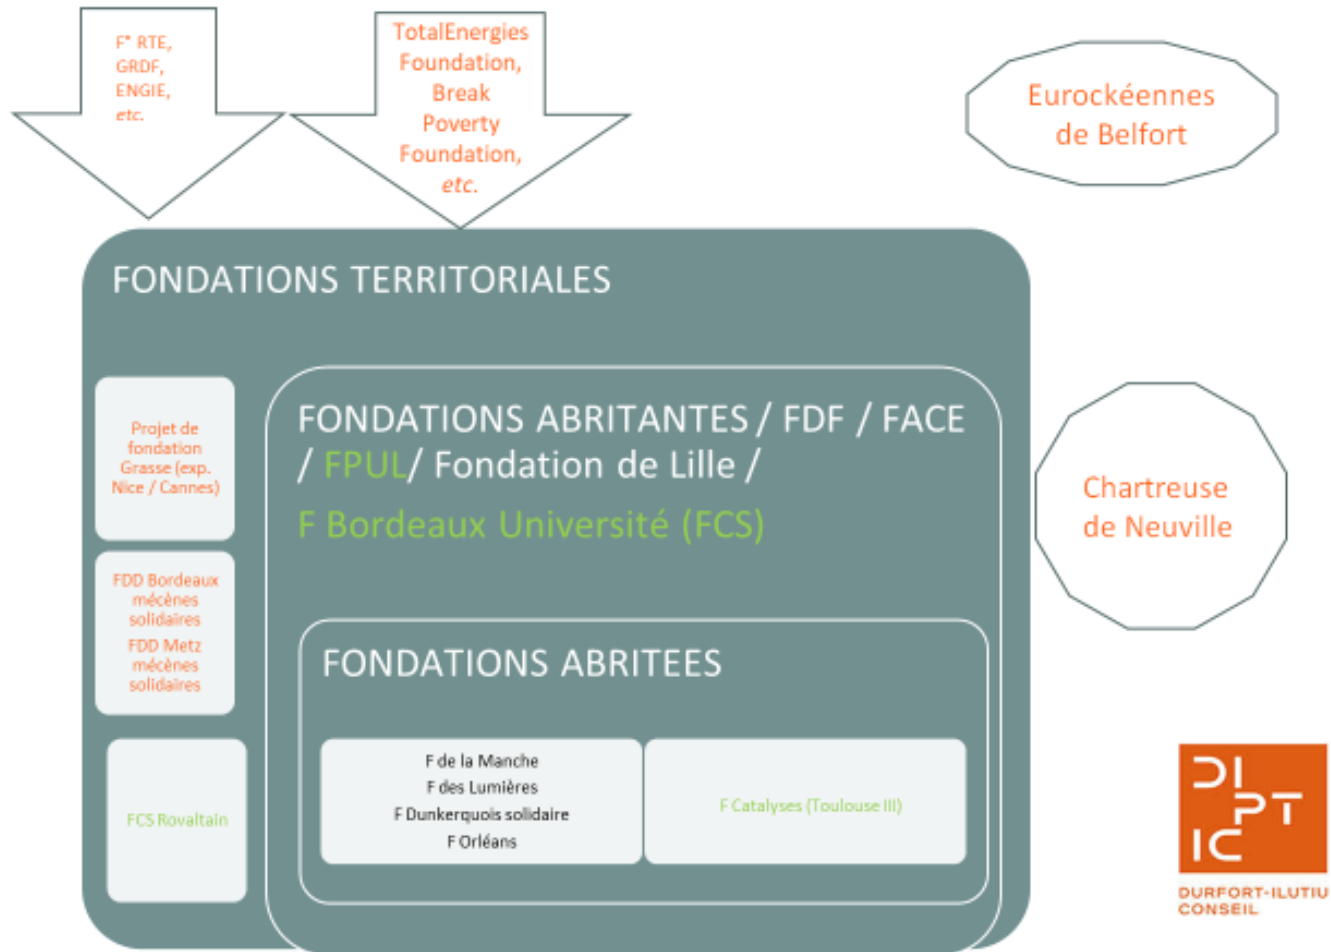 F° RTE,
GRDF,
ENGIE,
etc.
TotalEnergies
Foundation,
Break
Poverty
Foundation,
etc.
Eurockéennes
de Belfort
FONDATIONS TERRITORIALES
Projet de
fondation
Grasse (exp.
Nice / Cannes)
FONDATIONS ABRITANTES / FDF / FACE
/ FPUL/ Fondation de Lille /
F Bordeaux Université (FCS)
Chartreuse
de Neuville
FDD Bordeaux
mécènes
solidaires
FDD Metz
mécènes
solidaires
FONDATIONS ABRITEES
FCS Rovaltain
F de la Manche
F des Lumières
F Dunkerquois solidaire
F Orléans
F Catalyses (Toulouse III)
DI
PT
IC
DURFORT-ILUTIU
CONSEIL